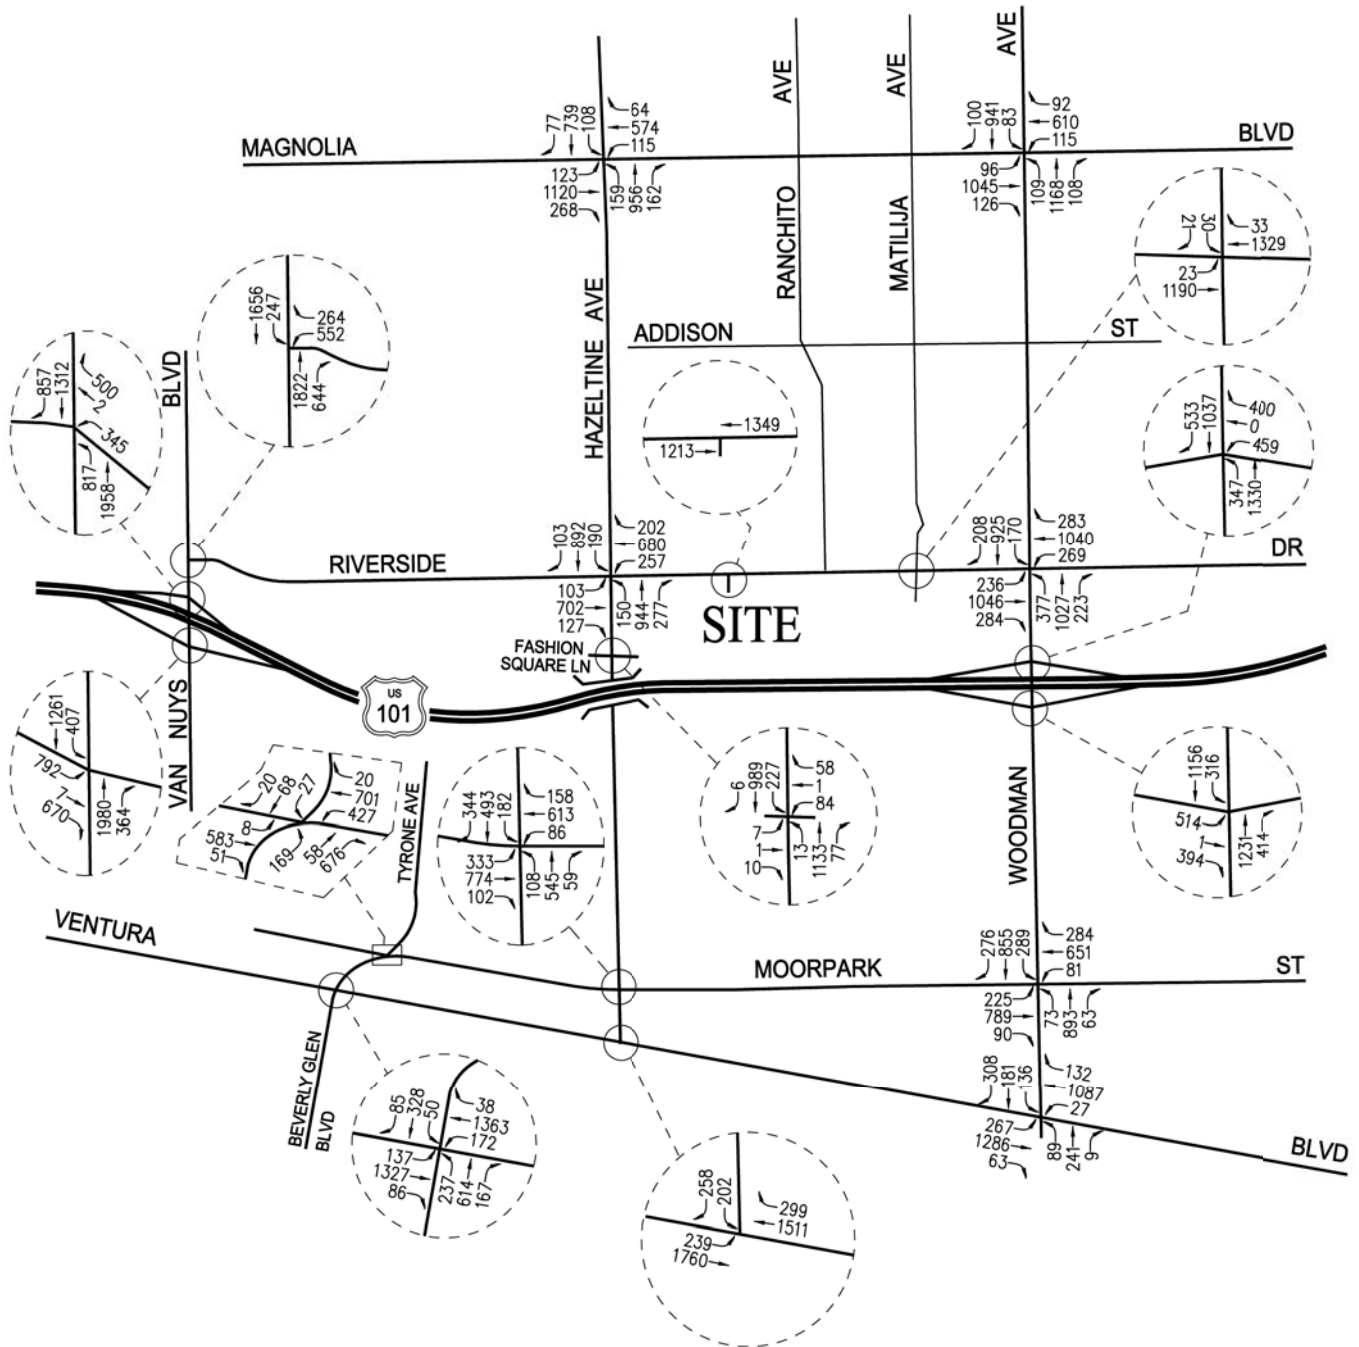 AVE
AVE
AVE
77 739 108
64
574
115
100 941 83
92
610
115
MAGNOLIA
BLVD
123
1120
268
159 956 162
96
1045
126
109 1168 108
RANCHITO
MATILIJA
21 30
33
1329
23
1190
1656 247
264
552
1822 644
HAZELTINE AVE
ADDISON
ST
857 1312
500
2
345
817 1958
BLVD
1349
1213
533 1037
400
0
459
347 1330
103 892 190
202
680
257
208 925 170
283
1040
269
RIVERSIDE
DR
103
702
127
150 944 277
236
1046
284
377 1027 223
SITE
FASHION
SQUARE LN
US
101
VAN NUYS
1261 407
792
7
670
1980 364
20 68 27
20
701
427
8
583
51
169 58 676
TYRONE AVE
344 493 182
158
613
86
333
774
102
108 545 59
6 989 227
58
1
84
7
1
10
13 1133 77
WOODMAN
1156 316
514
1
394
1231 414
VENTURA
276 855 289
284
651
81
MOORPARK
ST
225
789
90
73 893 63
BEVERLY GLEN
BLVD
85 328 50
38
1363
172
137
1327
86
237 614 167
308 181 36
132
1087
27
267
1286
63
89 241 9
BLVD
258 202
299
1511
239
1760